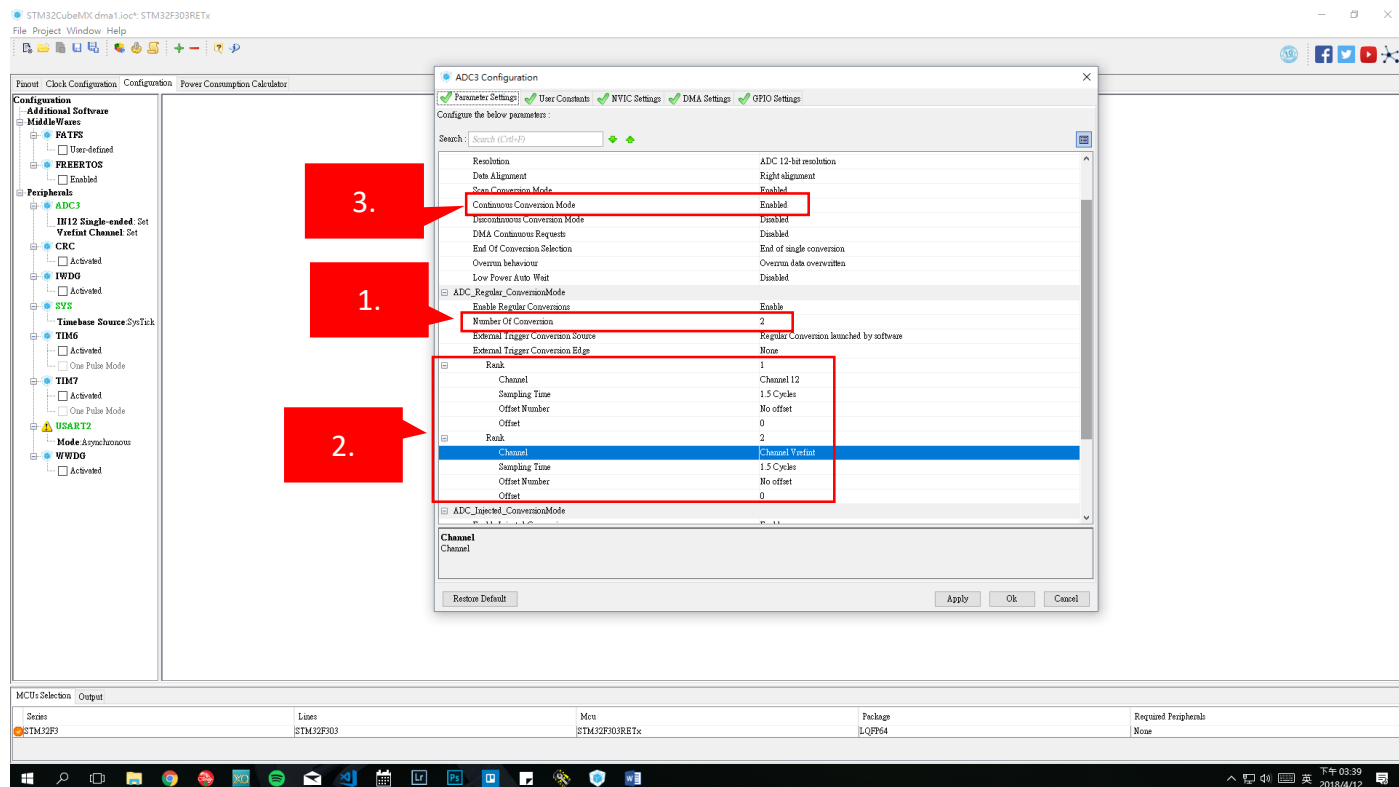 STM32CubeMX dma1.ioc*: STM32F303RETx
File Project Window Help
Pinout Clock Configuration Configuration Power Consumption Calculator
Configuration
Additional Software
MiddleWares
FATFS
User-defined
FREERTOS
Enabled
Peripherals
ADC3
IN12 Single-ended: Set
Vrefint Channel: Set
CRC
Activated
IWDG
Activated
SYS
Timebase Source:SysTick
TIM6
Activated
One Pulse Mode
TIM7
Activated
One Pulse Mode
USART2
Mode:Asynchronous
WWDG
Activated
3.
1.
2.
ADC3 Configuration
Parameter Settings User Constants NVIC Settings DMA Settings GPIO Settings
Configure the below parameters :
Search : Search (Crtl+F)
Resolution ADC 12-bit resolution
Data Alignment Right alignment
Scan Conversion Mode Enabled
Continuous Conversion Mode Enabled
Discontinuous Conversion Mode Disabled
DMA Continuous Requests Disabled
End Of Conversion Selection End of single conversion
Overrun behaviour Overrun data overwritten
Low Power Auto Wait Disabled
ADC_Regular_ConversionMode
Enable Regular Conversions Enable
Number Of Conversion 2
External Trigger Conversion Source Regular Conversion launched by software
External Trigger Conversion Edge None
Rank 1
Channel Channel 12
Sampling Time 1.5 Cycles
Offset Number No offset
Offset 0
Rank 2
Channel Channel Vrefint
Sampling Time 1.5 Cycles
Offset Number No offset
Offset 0
ADC_Injected_ConversionMode
Channel
Channel
Restore Default Apply Ok Cancel
MCUs Selection Output
Series Lines Mcu Package Required Peripherals
STM32F3 STM32F303 STM32F303RETx LQFP64 None
英 下午 03:39
2018/4/12